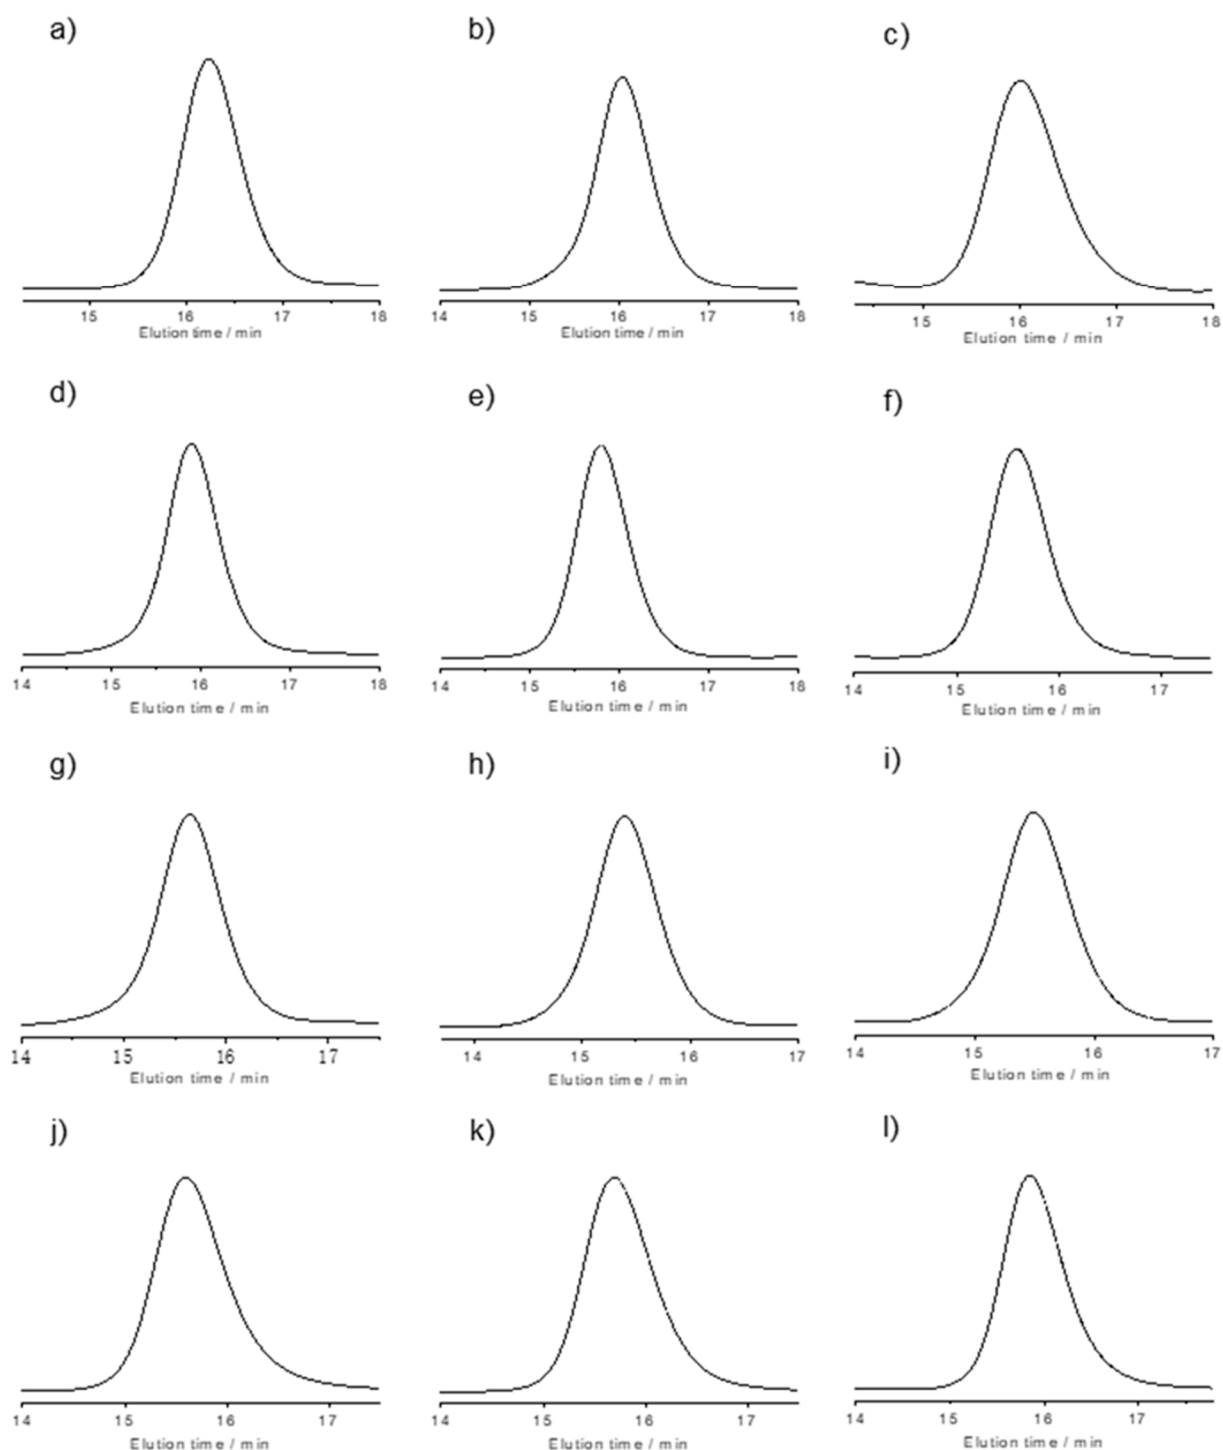 a) b) c)
15 16 17 18
Elution time / min
14 15 16 17 18
Elution time / min
15 16 17 18
Elution time / min
d) e) f)
14 15 16 17 18
Elution time / min
14 15 16 17 18
Elution time / min
14 15 16 17
Elution time / min
g) h) i)
14 15 16 17
Elution time / min
14 15 16 17
Elution time / min
14 15 16 17
Elution time / min
j) k) l)
14 15 16 17
Elution time / min
14 15 16 17
Elution time / min
14 15 16 17
Elution time / min